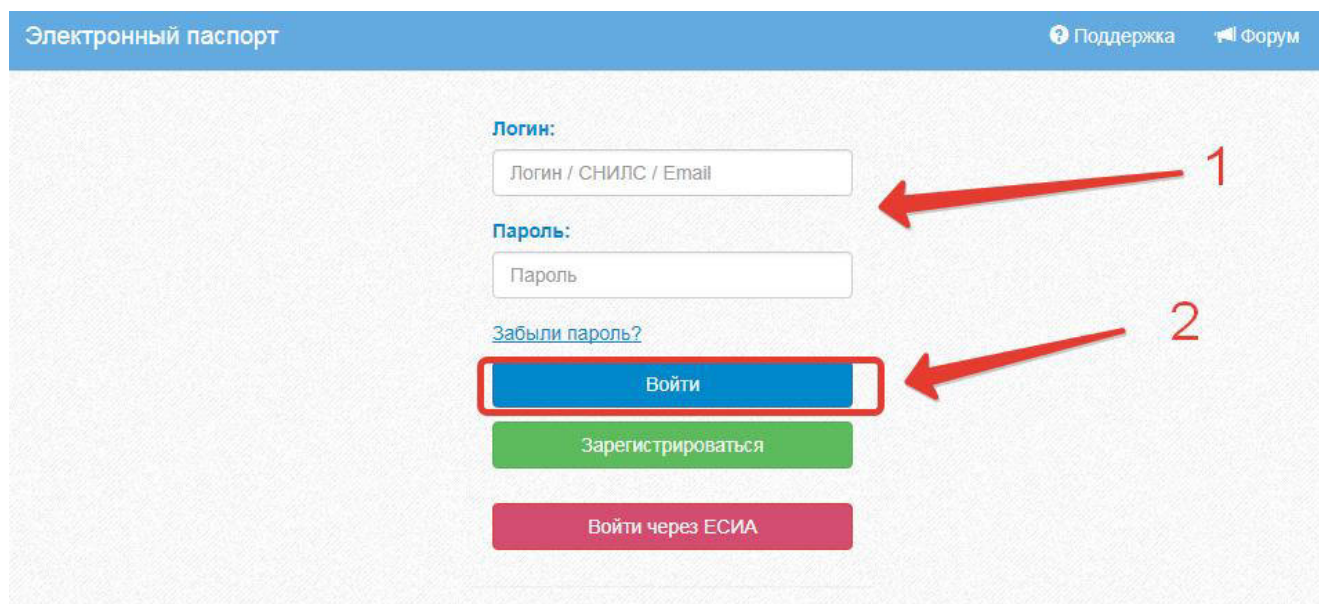 Электронный паспорт
Поддержка
Форум
Логин:
Логин / СНИЛС / Email
1
Пароль:
Пароль
Забыли пароль?
2
Войти
Зарегистрироваться
Войти через ЕСИА